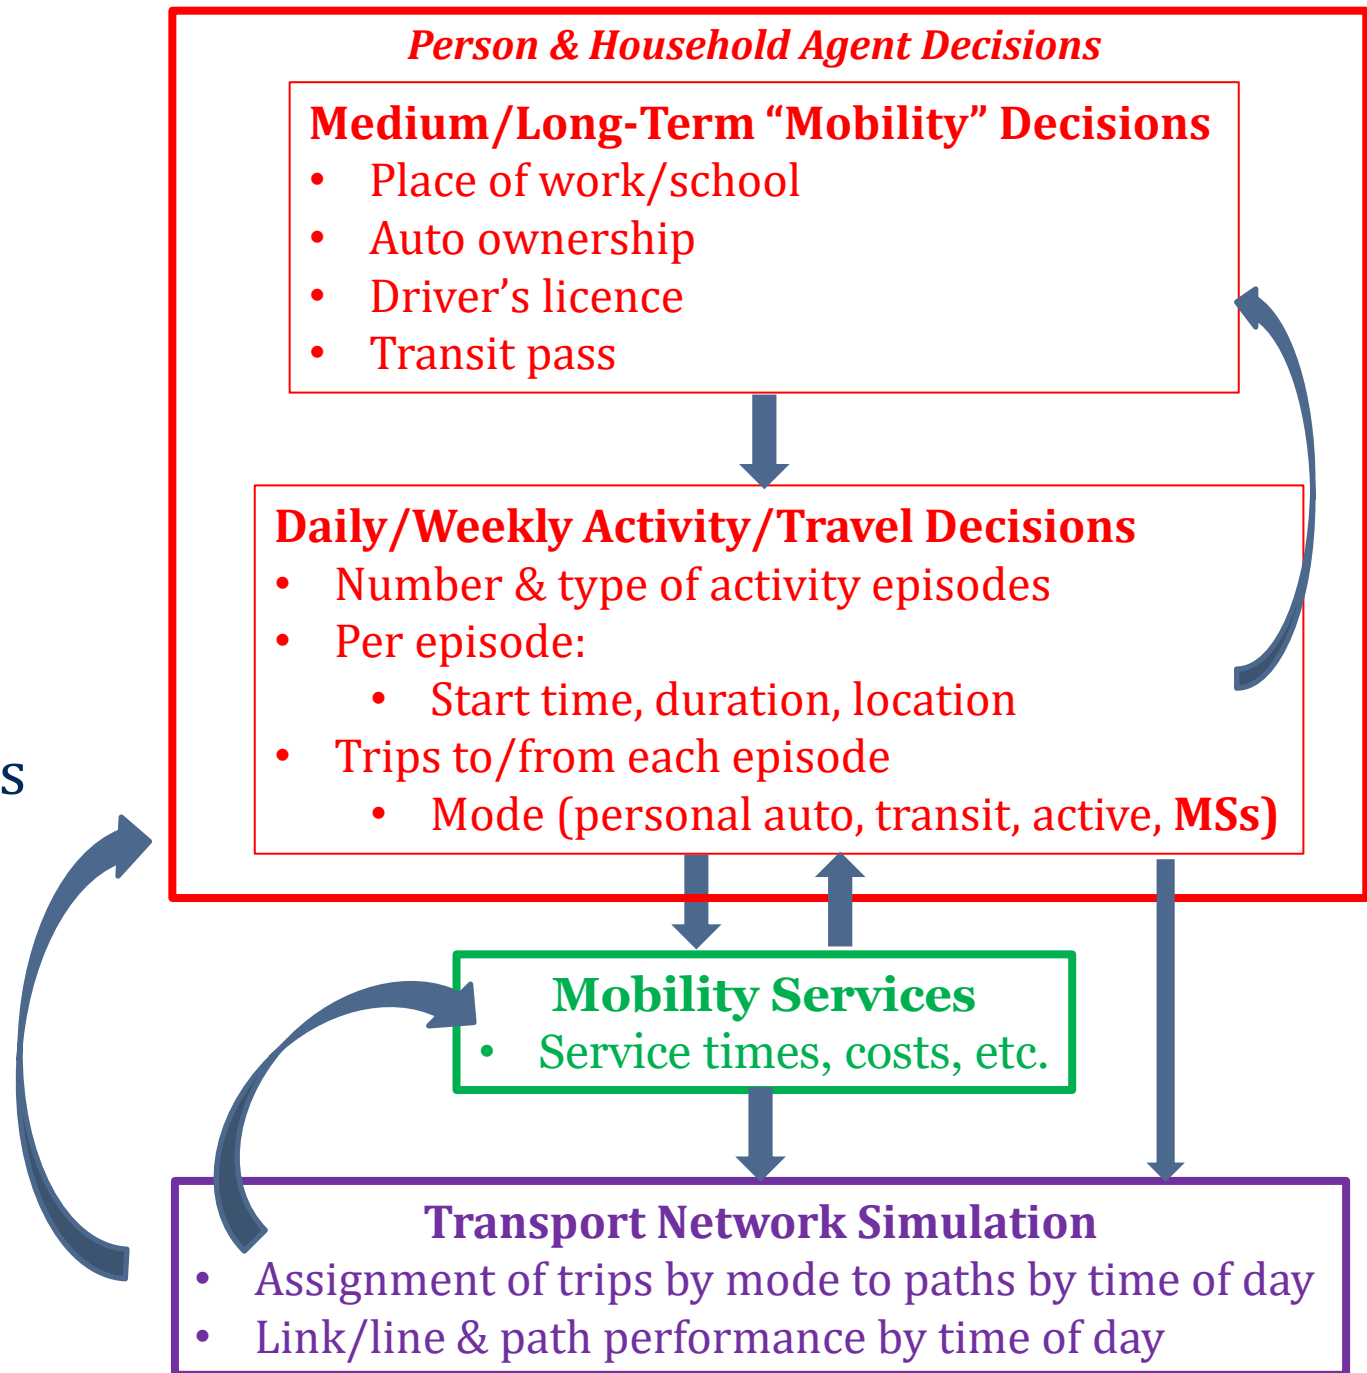 Person & Household Agent Decisions
Medium/Long-Term “Mobility” Decisions
• Place of work/school
• Auto ownership
• Driver’s licence
• Transit pass
Daily/Weekly Activity/Travel Decisions
• Number & type of activity episodes
• Per episode:
• Start time, duration, location
• Trips to/from each episode
• Mode (personal auto, transit, active, MSs)
s
Mobility Services
• Service times, costs, etc.
Transport Network Simulation
• Assignment of trips by mode to paths by time of day
• Link/line & path performance by time of day